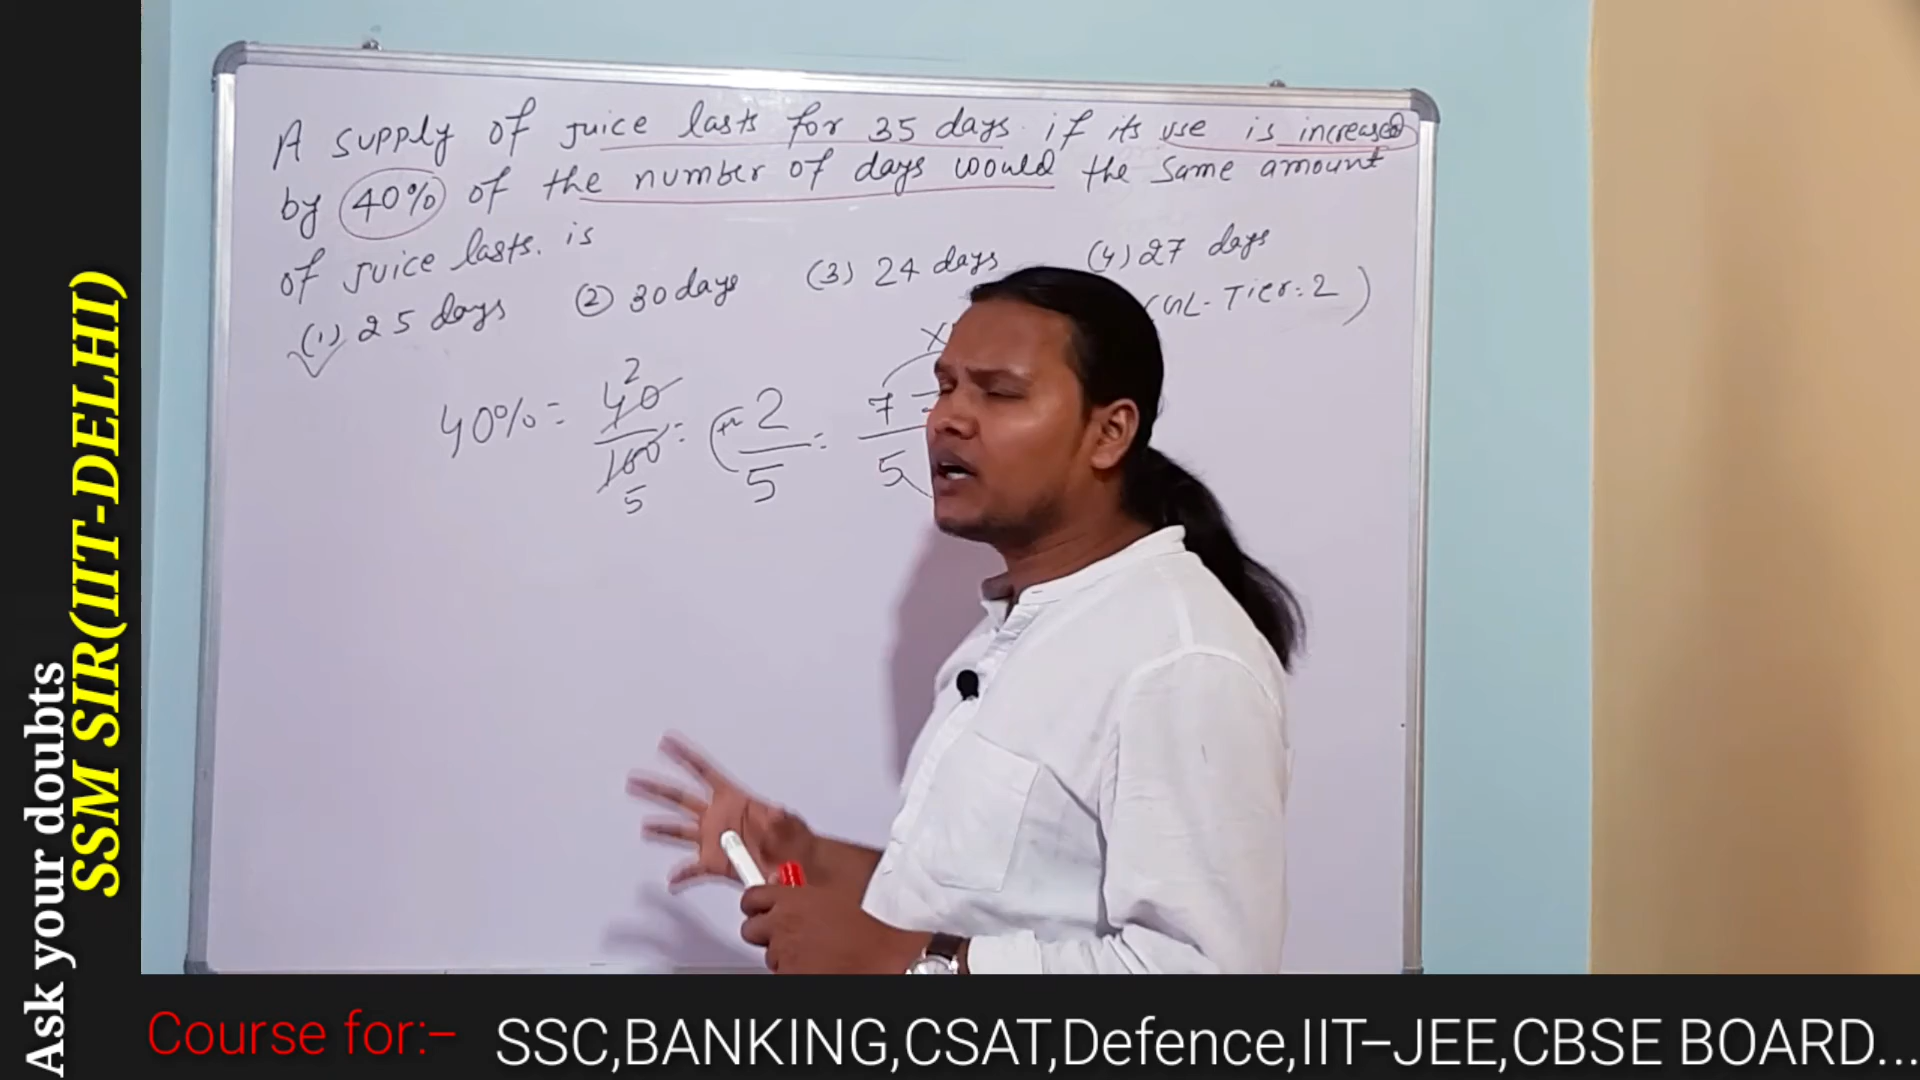 A supply of juice lasts for 35 days. if its use is increased
by 40% of the number of days would the same amount
of juice lasts. is
(1) 25 days (2) 30 days (3) 24 days (4) 27 days
GL-Tier:2)
40% = 40/100 2 5 = +2/5 = 7/5
X
Ask your doubts
SSM SIR(IIT-DELHI)
Course for:- SSC,BANKING,CSAT,Defence,IIT-JEE,CBSE BOARD...